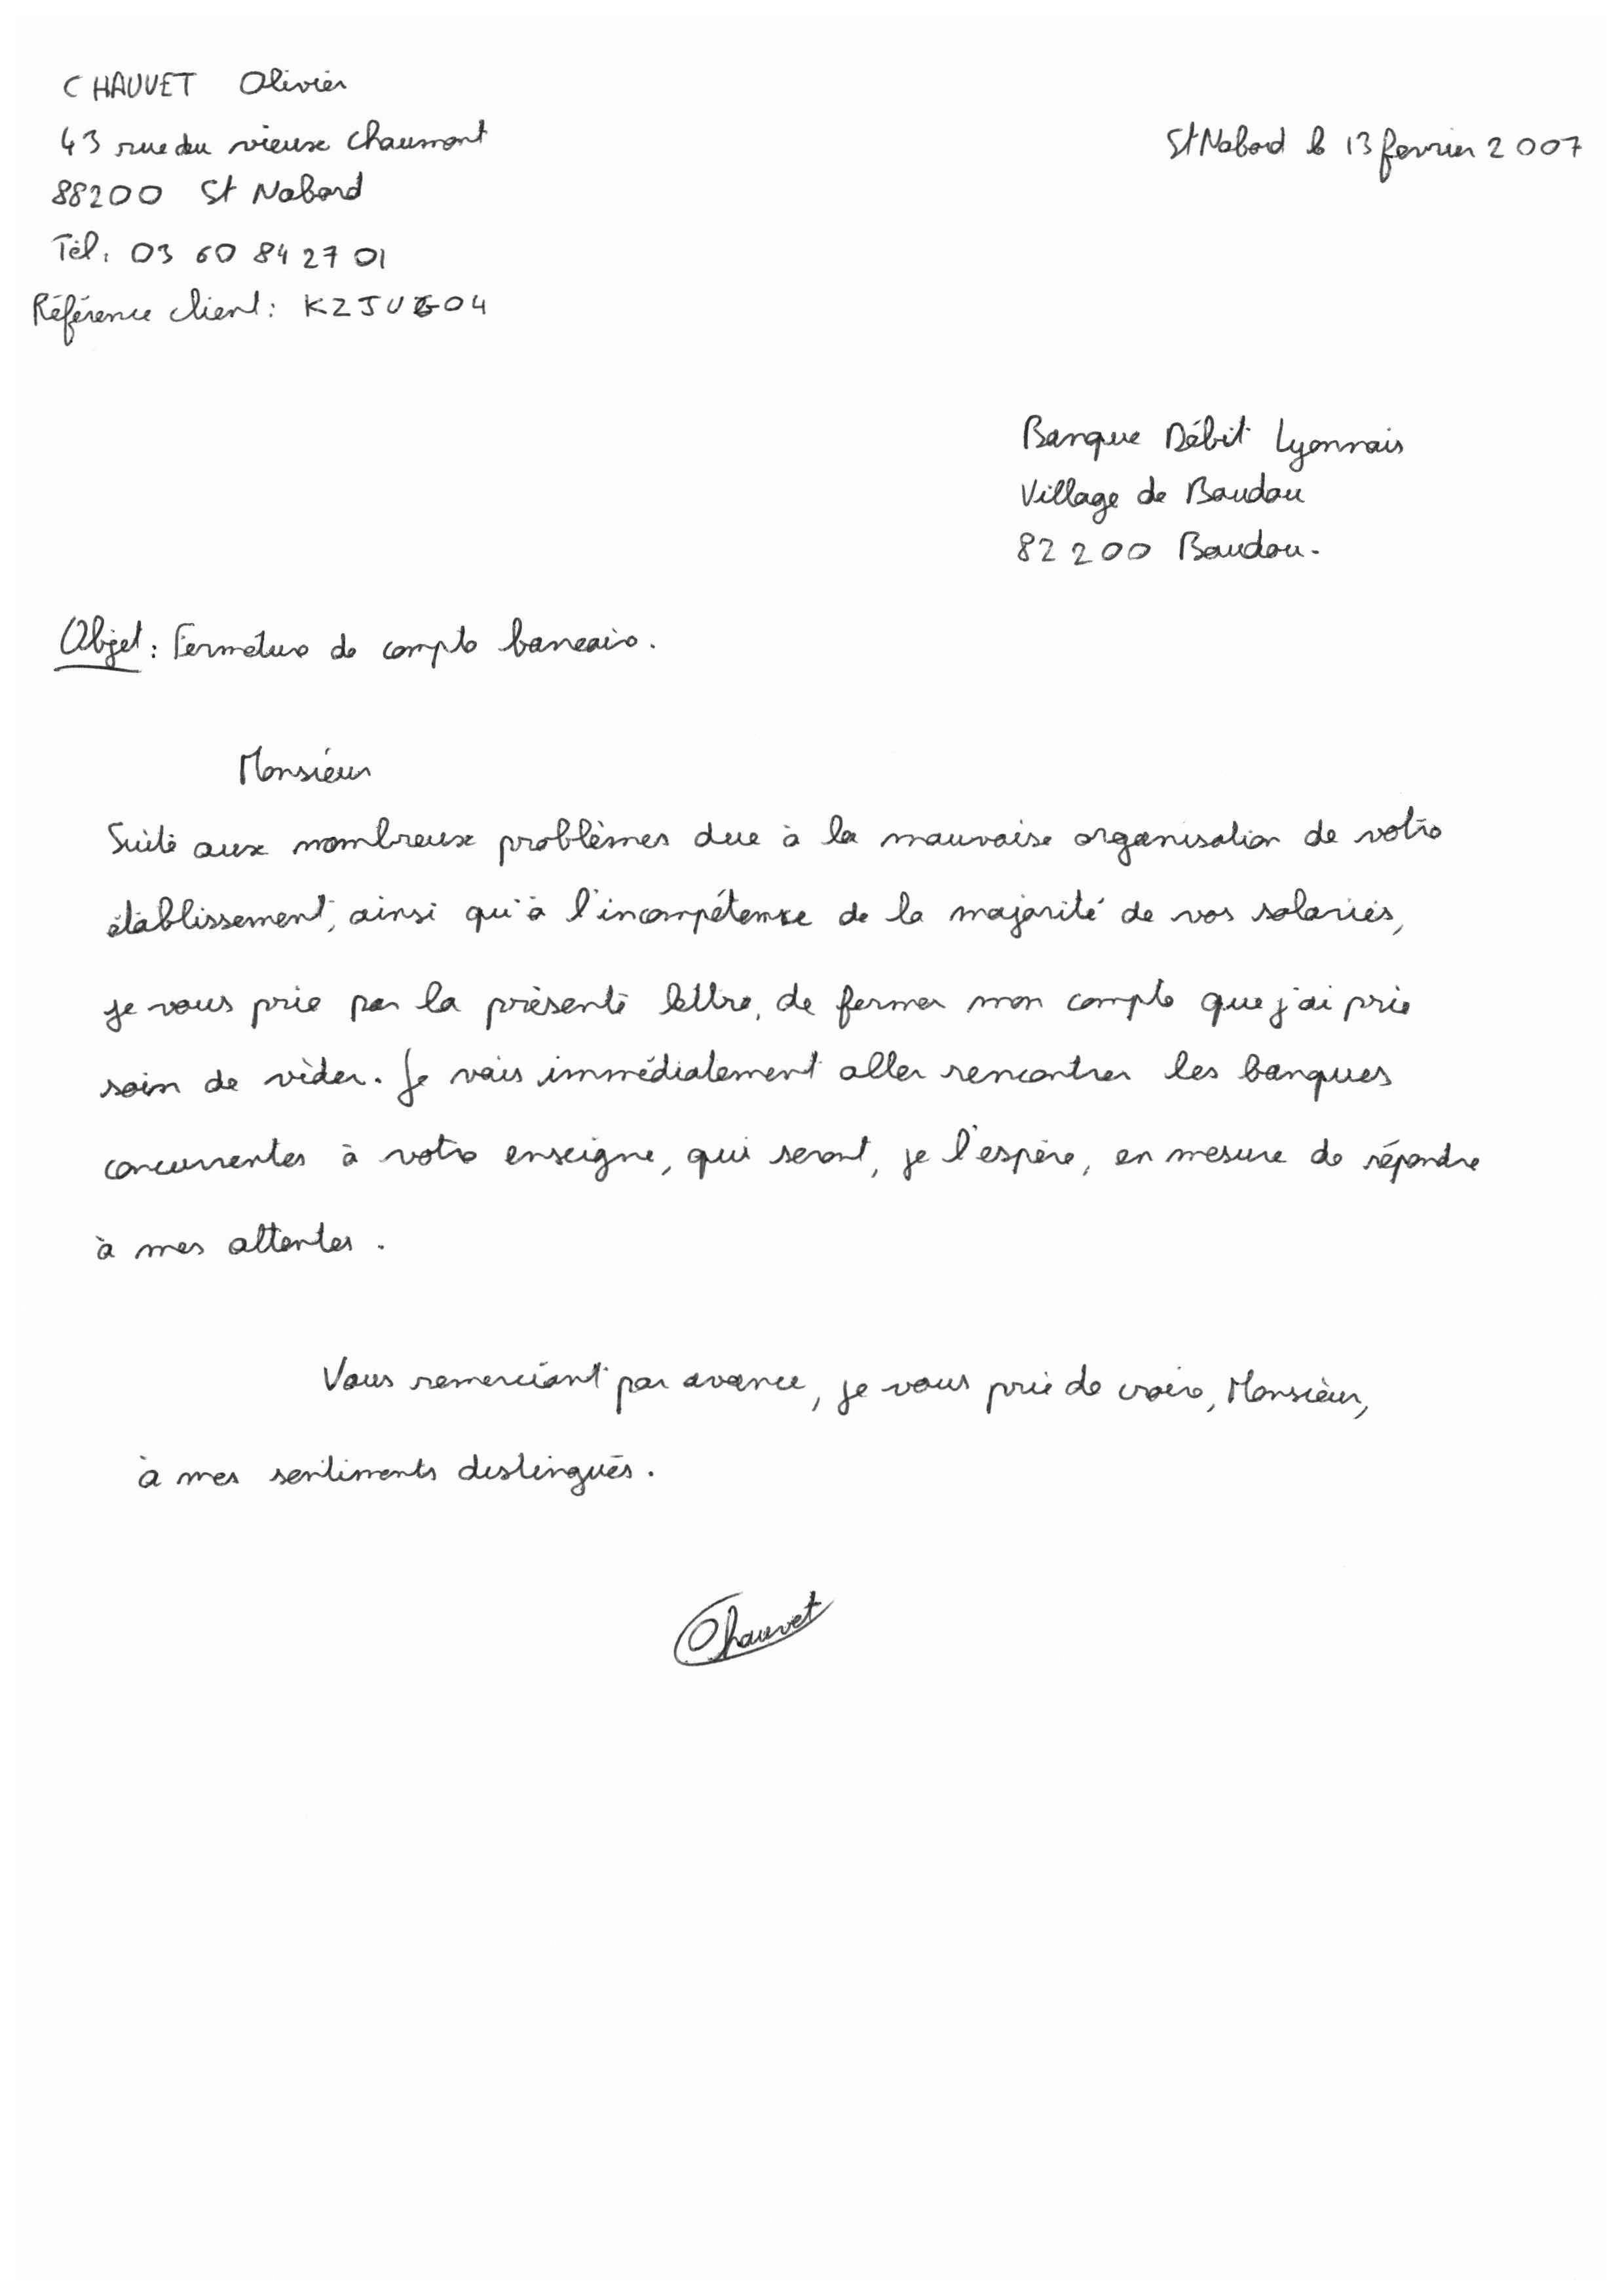 CHAUVET Olivier
43 rue du vieux Chaumont
St Nabord le 13 fevrier 2007
88200 St Nabord
Tél: 03 60 84 27 01
Référence client: KZJUG04
Banque Débit Lyonnais
Village de Boudou
82200 Boudou.
Objet: Fermeture de compte bancaire.
Monsieur
Suite aux nombreux problèmes due à la mauvaise organisation de votre
établissement, ainsi qu'à l'incompétence de la majorité de vos salariés,
je vous prie par la présente lettre, de fermer mon compte que j'ai prie
soin de vider. Je vais immédiatement aller rencontrer les banques
concurrentes à votre enseigne, qui seront, je l'espère, en mesure de répondre
à mes attentes.
Vous remerciant par avance, je vous prie de croire, Monsieur,
à mes sentiments distingués.
Chauvet